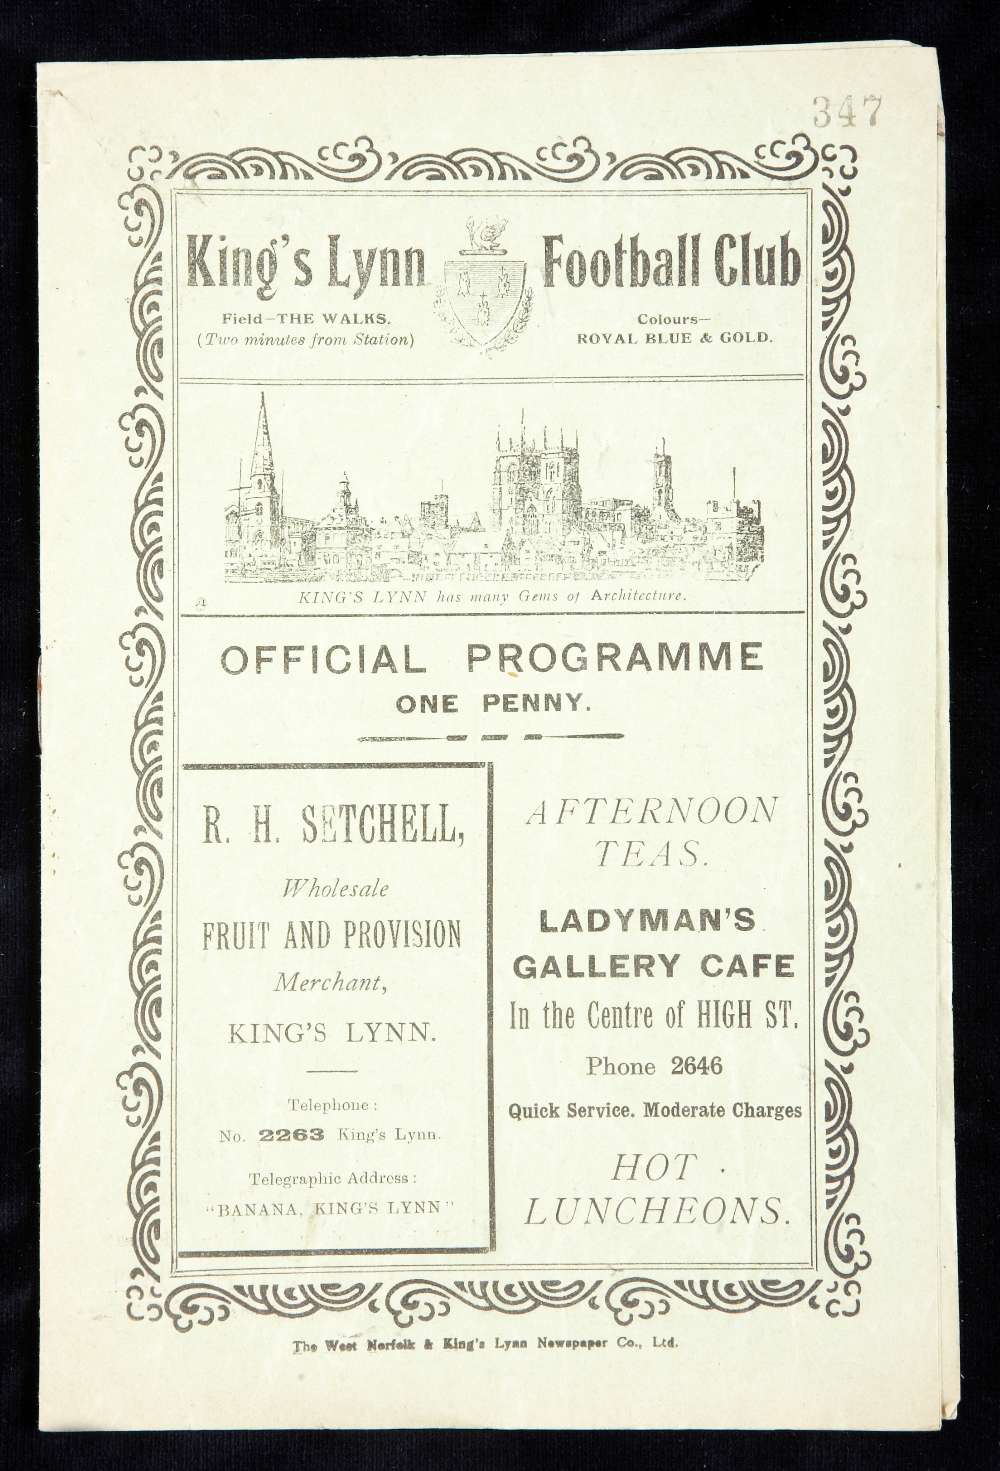 347
King's Lynn Football Club
Field—THE WALKS.
(Two minutes from Station)
Colours—
ROYAL BLUE & GOLD.
KING'S LYNN has many Gems of Architecture.
OFFICIAL PROGRAMME
ONE PENNY.
R. H. SETCHELL,
Wholesale
FRUIT AND PROVISION
Merchant,
KING'S LYNN.
Telephone:
No. 2263 King's Lynn.
Telegraphic Address:
"BANANA, KING'S LYNN"
AFTERNOON
TEAS.
LADYMAN'S
GALLERY CAFE
In the Centre of HIGH ST.
Phone 2646
Quick Service. Moderate Charges
HOT
LUNCHEONS.
The West Norfolk & King's Lynn Newspaper Co., Ltd.